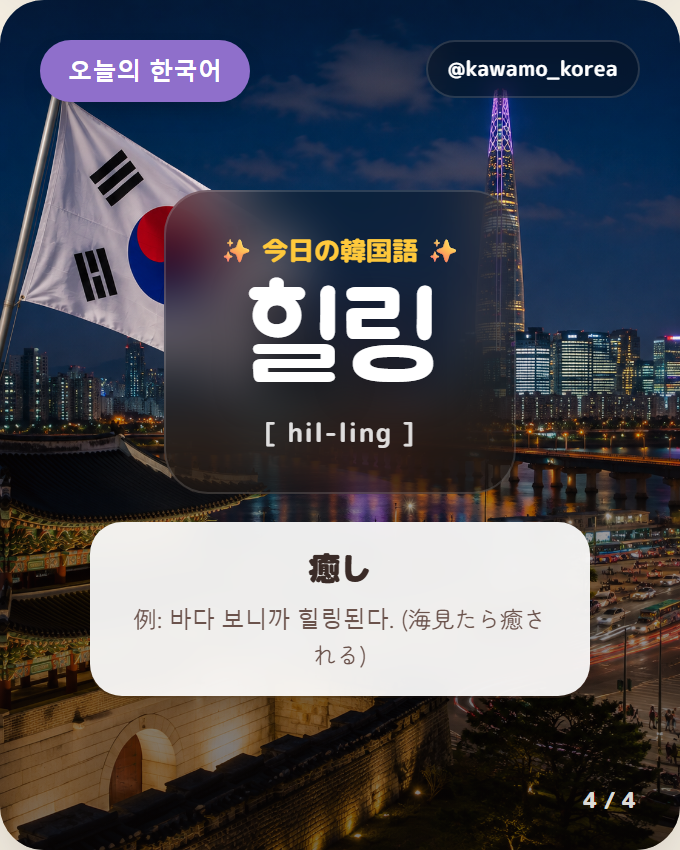 오늘의 한국어
@kawamo_korea
✨ 今日の韓国語 ✨
힐링
[ hil-ling ]
癒し
例: 바다 보니까 힐링된다. (海見たら癒さ
れる)
4 / 4